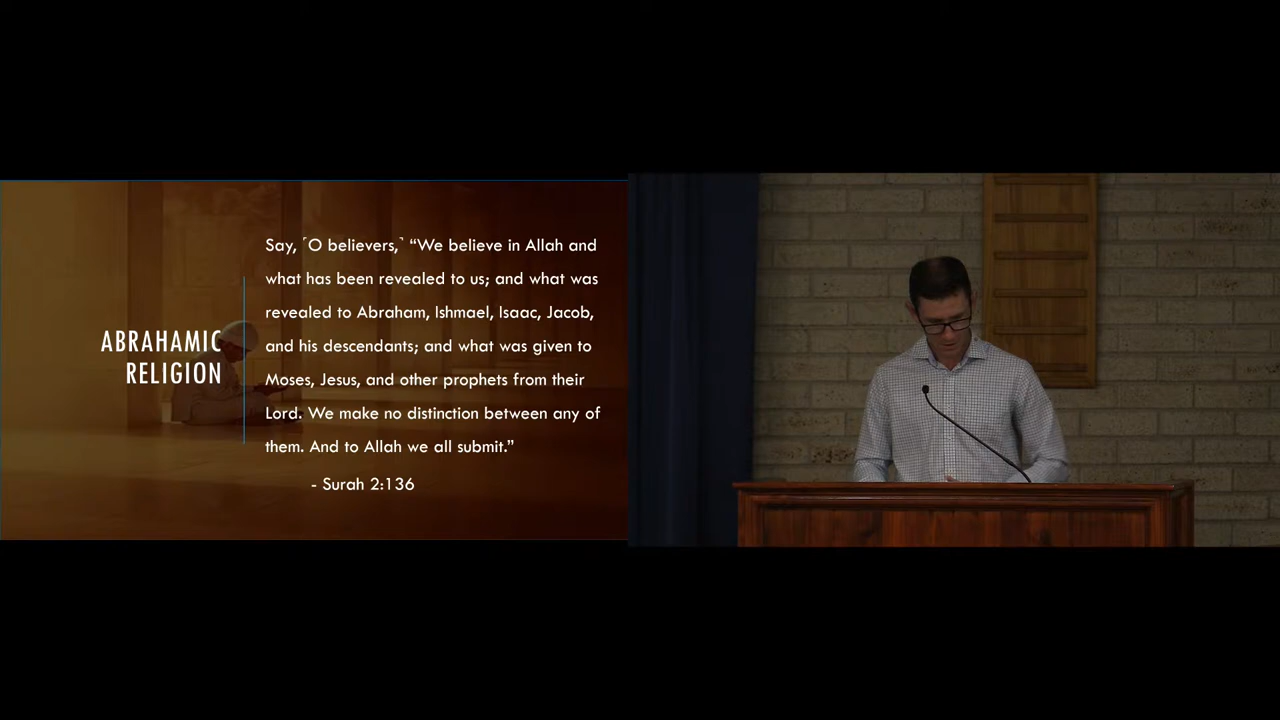 ABRAHAMIC
RELIGION
Say, ˹O believers,˺ “We believe in Allah and
what has been revealed to us; and what was
revealed to Abraham, Ishmael, Isaac, Jacob,
and his descendants; and what was given to
Moses, Jesus, and other prophets from their
Lord. We make no distinction between any of
them. And to Allah we all submit.”
- Surah 2:136